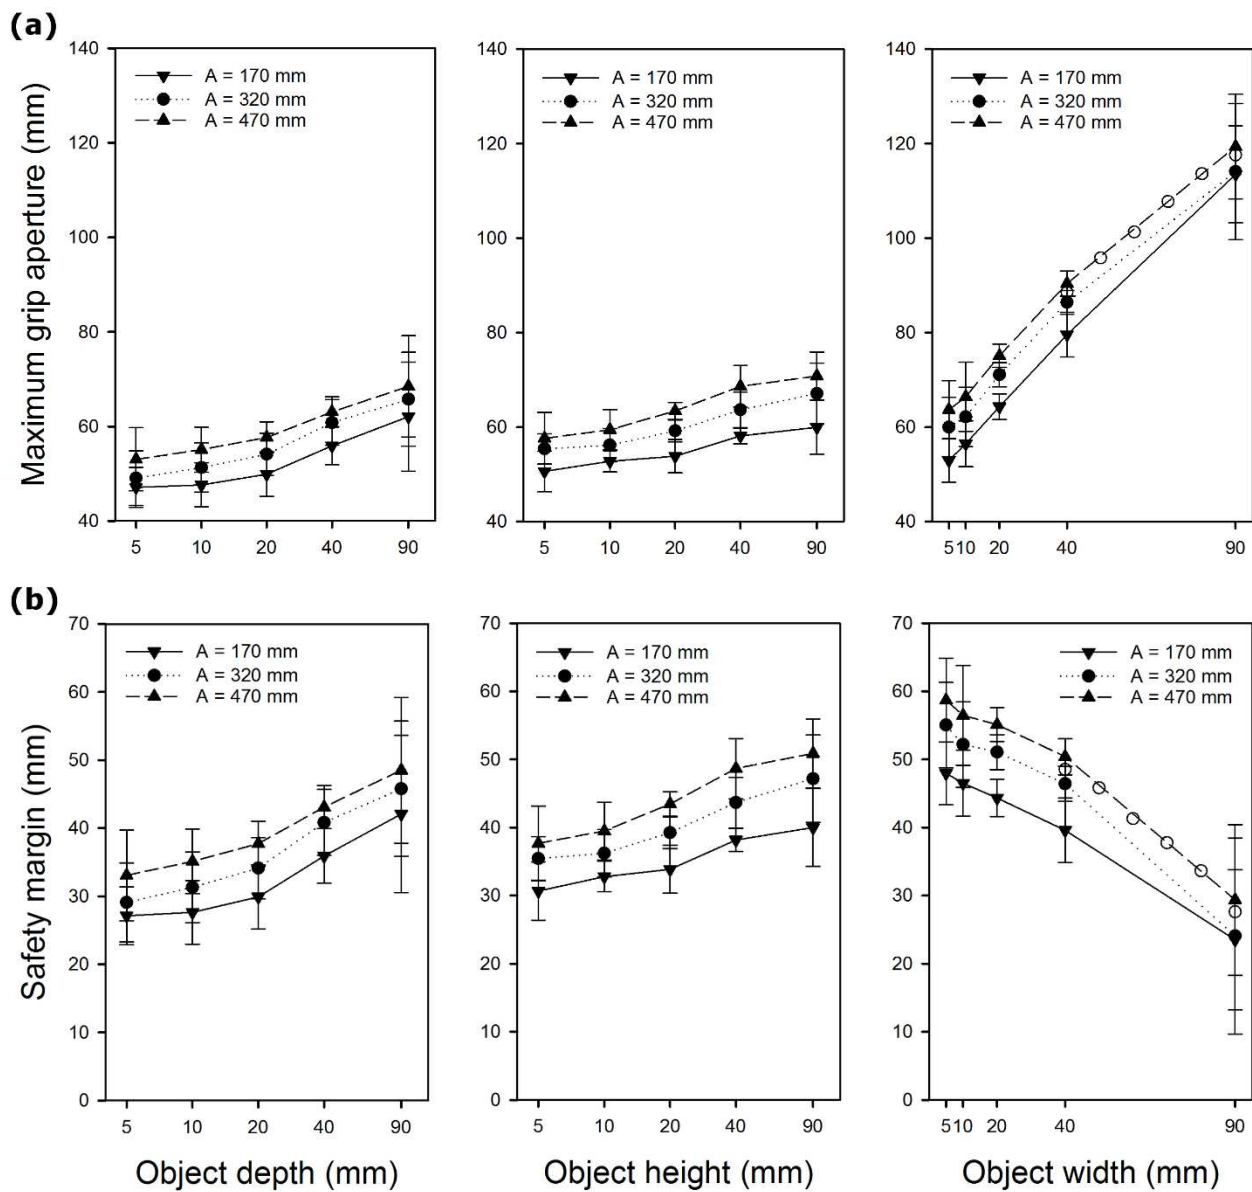 (a)
Maximum grip aperture (mm)
140
120
100
80
60
40
A = 170 mm
A = 320 mm
A = 470 mm
5 10 20 40 90
140
120
100
80
60
40
A = 170 mm
A = 320 mm
A = 470 mm
5 10 20 40 90
140
120
100
80
60
40
A = 170 mm
A = 320 mm
A = 470 mm
5 10 20 40 90
(b)
Safety margin (mm)
70
60
50
40
30
20
10
0
A = 170 mm
A = 320 mm
A = 470 mm
5 10 20 40 90
Object depth (mm)
70
60
50
40
30
20
10
0
A = 170 mm
A = 320 mm
A = 470 mm
5 10 20 40 90
Object height (mm)
70
60
50
40
30
20
10
0
A = 170 mm
A = 320 mm
A = 470 mm
5 10 20 40 90
Object width (mm)